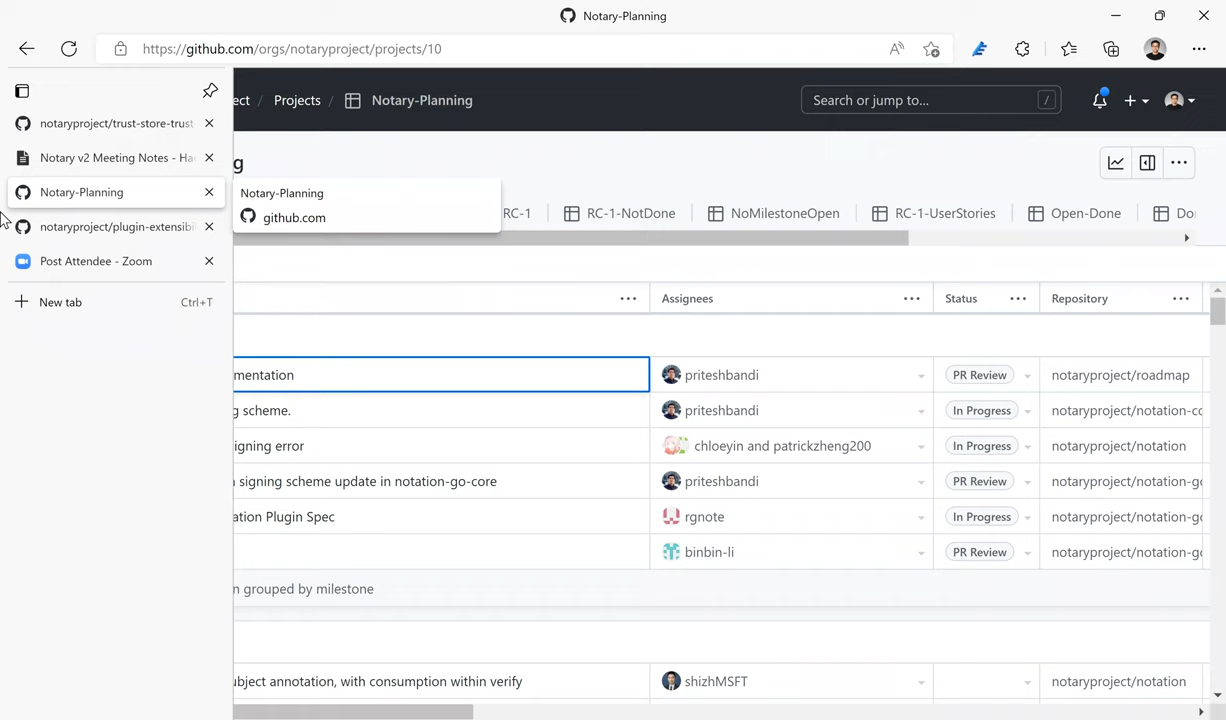 Notary-Planning
https://github.com/orgs/notaryproject/projects/10
ect / Projects / Notary-Planning
Search or jump to... /
notaryproject/trust-store-trust
Notary v2 Meeting Notes - Ha
Notary-Planning
notaryproject/plugin-extensibi
Post Attendee - Zoom
New tab Ctrl+T
g
Notary-Planning
github.com
RC-1 RC-1-NotDone NoMilestoneOpen RC-1-UserStories Open-Done Do
Assignees Status Repository
mentation priteshbandi PR Review notaryproject/roadmap
g scheme. priteshbandi In Progress notaryproject/notation-co
igning error chloeyin and patrickzheng200 In Progress notaryproject/notation
signing scheme update in notation-go-core priteshbandi PR Review notaryproject/notation-go
ation Plugin Spec rgnote In Progress notaryproject/notation-go
binbin-li PR Review notaryproject/notation-go
n grouped by milestone
ubject annotation, with consumption within verify shizhMSFT notaryproject/notation